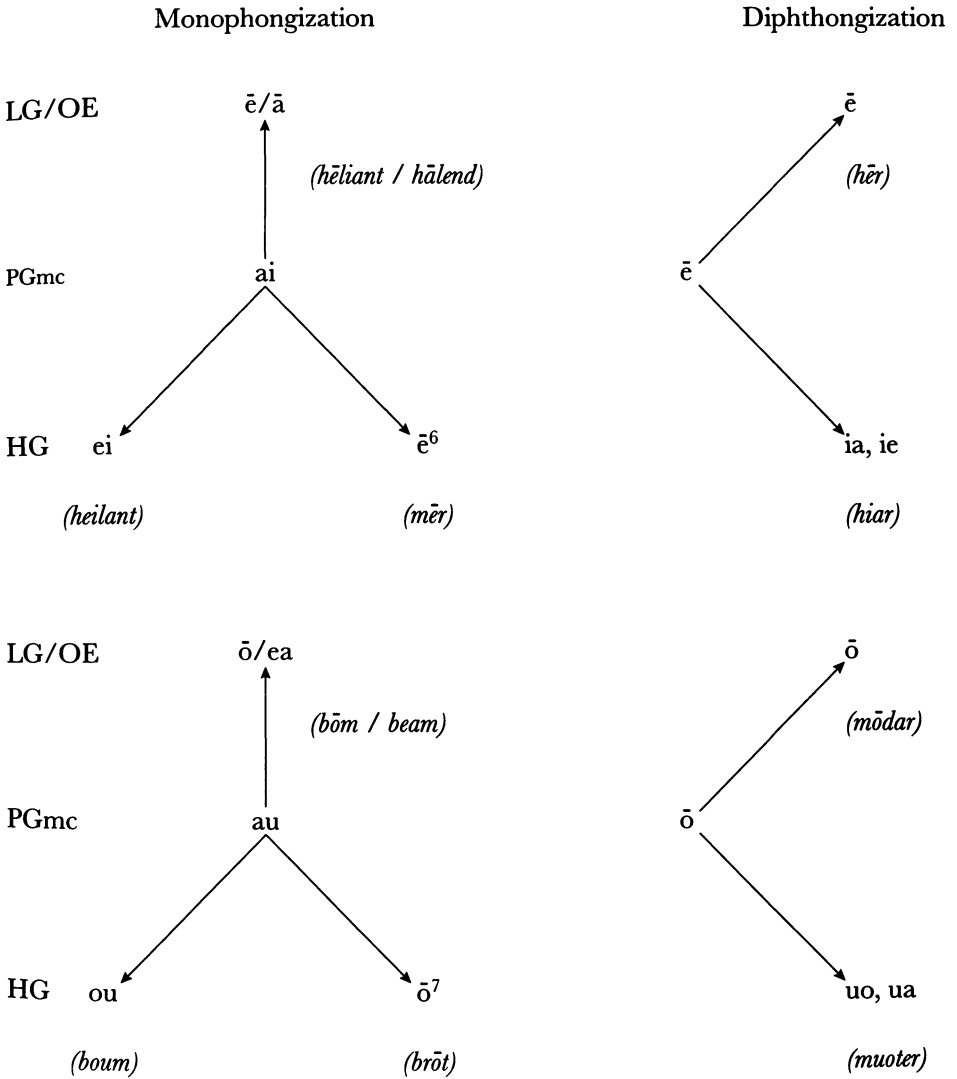 Monophongization Diphthongization
LG/OE ē/ā ē
(hēliant / hālend) (hēr)
PGmc ai ē
HG ei ē⁶ ia, ie
(heilant) (mēr) (hiar)
LG/OE ō/ea ō
(bōm / beam) (mōdar)
PGmc au ō
HG ou ō⁷ uo, ua
(boum) (brōt) (muoter)